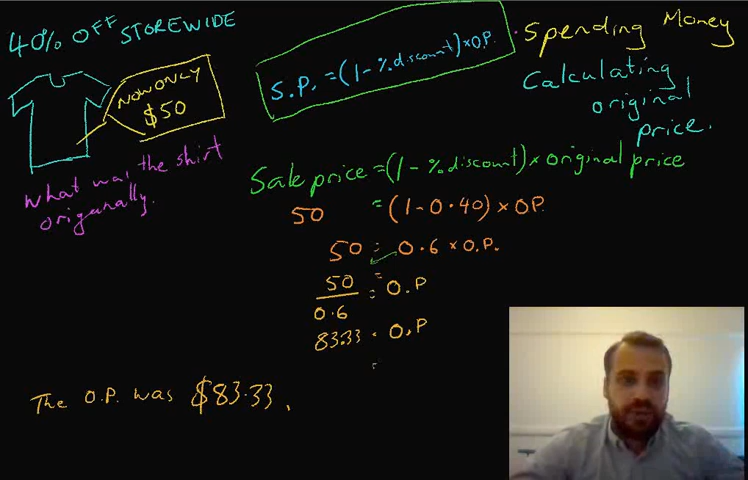 40% OFF STOREWIDE
NOW ONLY
$50
What was the shirt
origunally.
S.P. = (1 - % discount) × O.P.
Spending Money
Calculating
original
price.
Sale price = (1 - % discount) × original price
50 = (1 - 0.40) × O.P.
50 = 0.6 × O.P.
50/0.6 = O.P
83.33 = O.P
=
The O.P. was $83.33.